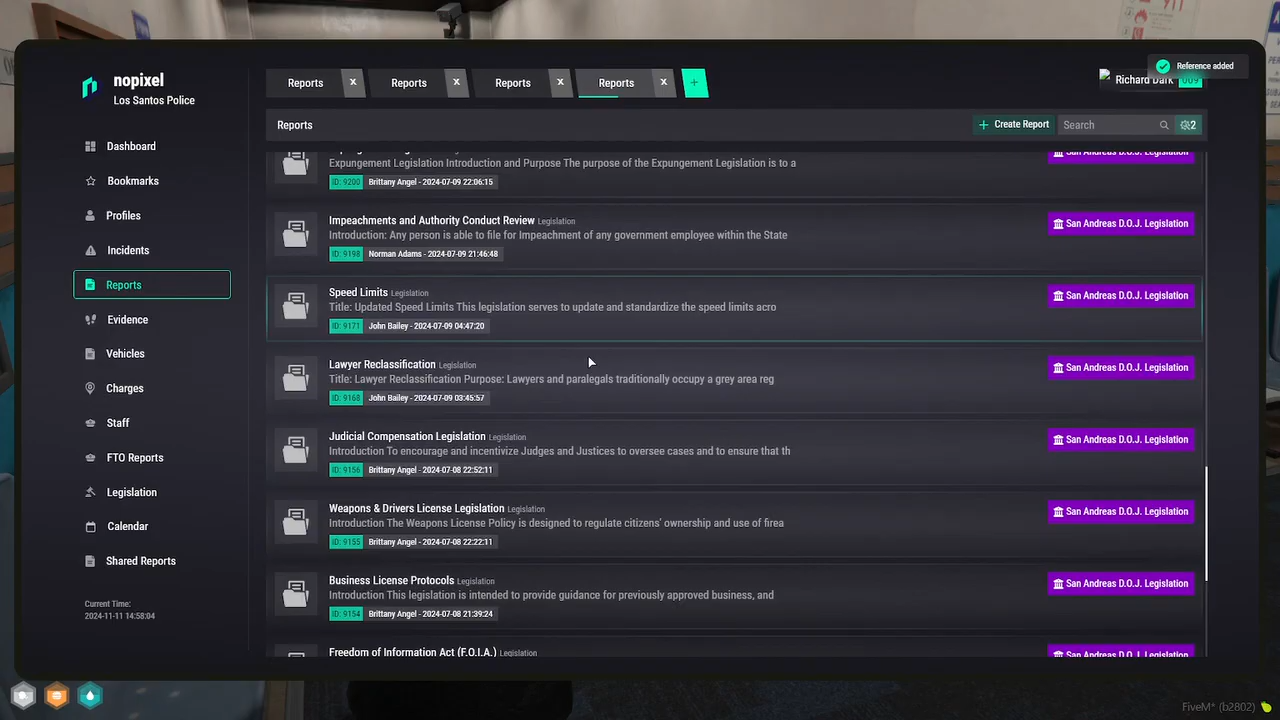 nopixel
Los Santos Police
Dashboard
Bookmarks
Profiles
Incidents
Reports
Evidence
Vehicles
Charges
Staff
FTO Reports
Legislation
Calendar
Shared Reports
Current Time:
2024-11-11 14:58:04
Reports x Reports x Reports x Reports x +
Richard Dark 009
Reference added
Reports
+ Create Report
Search
2
Expungement Legislation Introduction and Purpose The purpose of the Expungement Legislation is to a
ID: 9200 Brittany Angel - 2024-07-09 22:06:15
San Andreas D.O.J. Legislation
Impeachments and Authority Conduct Review Legislation
Introduction: Any person is able to file for Impeachment of any government employee within the State
ID: 9198 Norman Adams - 2024-07-09 21:46:48
San Andreas D.O.J. Legislation
Speed Limits Legislation
Title: Updated Speed Limits This legislation serves to update and standardize the speed limits acro
ID: 9171 John Bailey - 2024-07-09 04:47:20
San Andreas D.O.J. Legislation
Lawyer Reclassification Legislation
Title: Lawyer Reclassification Purpose: Lawyers and paralegals traditionally occupy a grey area reg
ID: 9168 John Bailey - 2024-07-09 03:45:57
San Andreas D.O.J. Legislation
Judicial Compensation Legislation Legislation
Introduction To encourage and incentivize Judges and Justices to oversee cases and to ensure that th
ID: 9156 Brittany Angel - 2024-07-08 22:52:11
San Andreas D.O.J. Legislation
Weapons & Drivers License Legislation Legislation
Introduction The Weapons License Policy is designed to regulate citizens' ownership and use of firea
ID: 9155 Brittany Angel - 2024-07-08 22:22:11
San Andreas D.O.J. Legislation
Business License Protocols Legislation
Introduction This legislation is intended to provide guidance for previously approved business, and
ID: 9154 Brittany Angel - 2024-07-08 21:39:24
San Andreas D.O.J. Legislation
Freedom of Information Act (F.O.I.A.) Legislation
San Andreas D.O.J. Legislation
FiveM* (b2802)